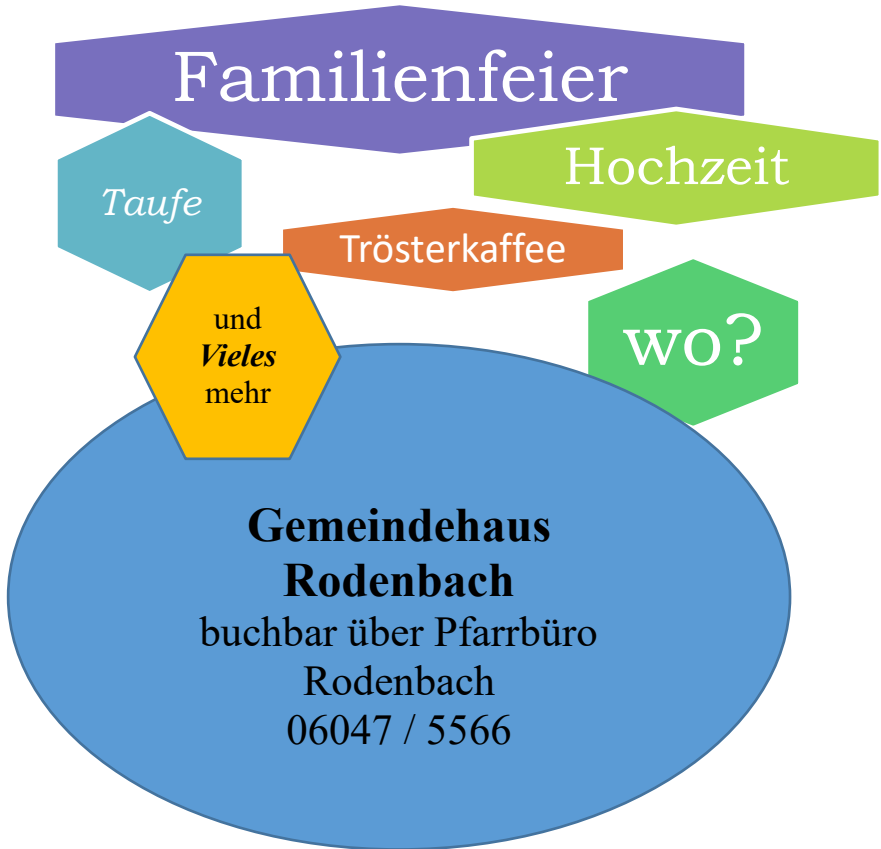 Familienfeier
Hochzeit
Taufe
Trösterkaffee
und
Vieles
mehr
wo?
Gemeindehaus
Rodenbach
buchbar über Pfarrbüro
Rodenbach
06047 / 5566